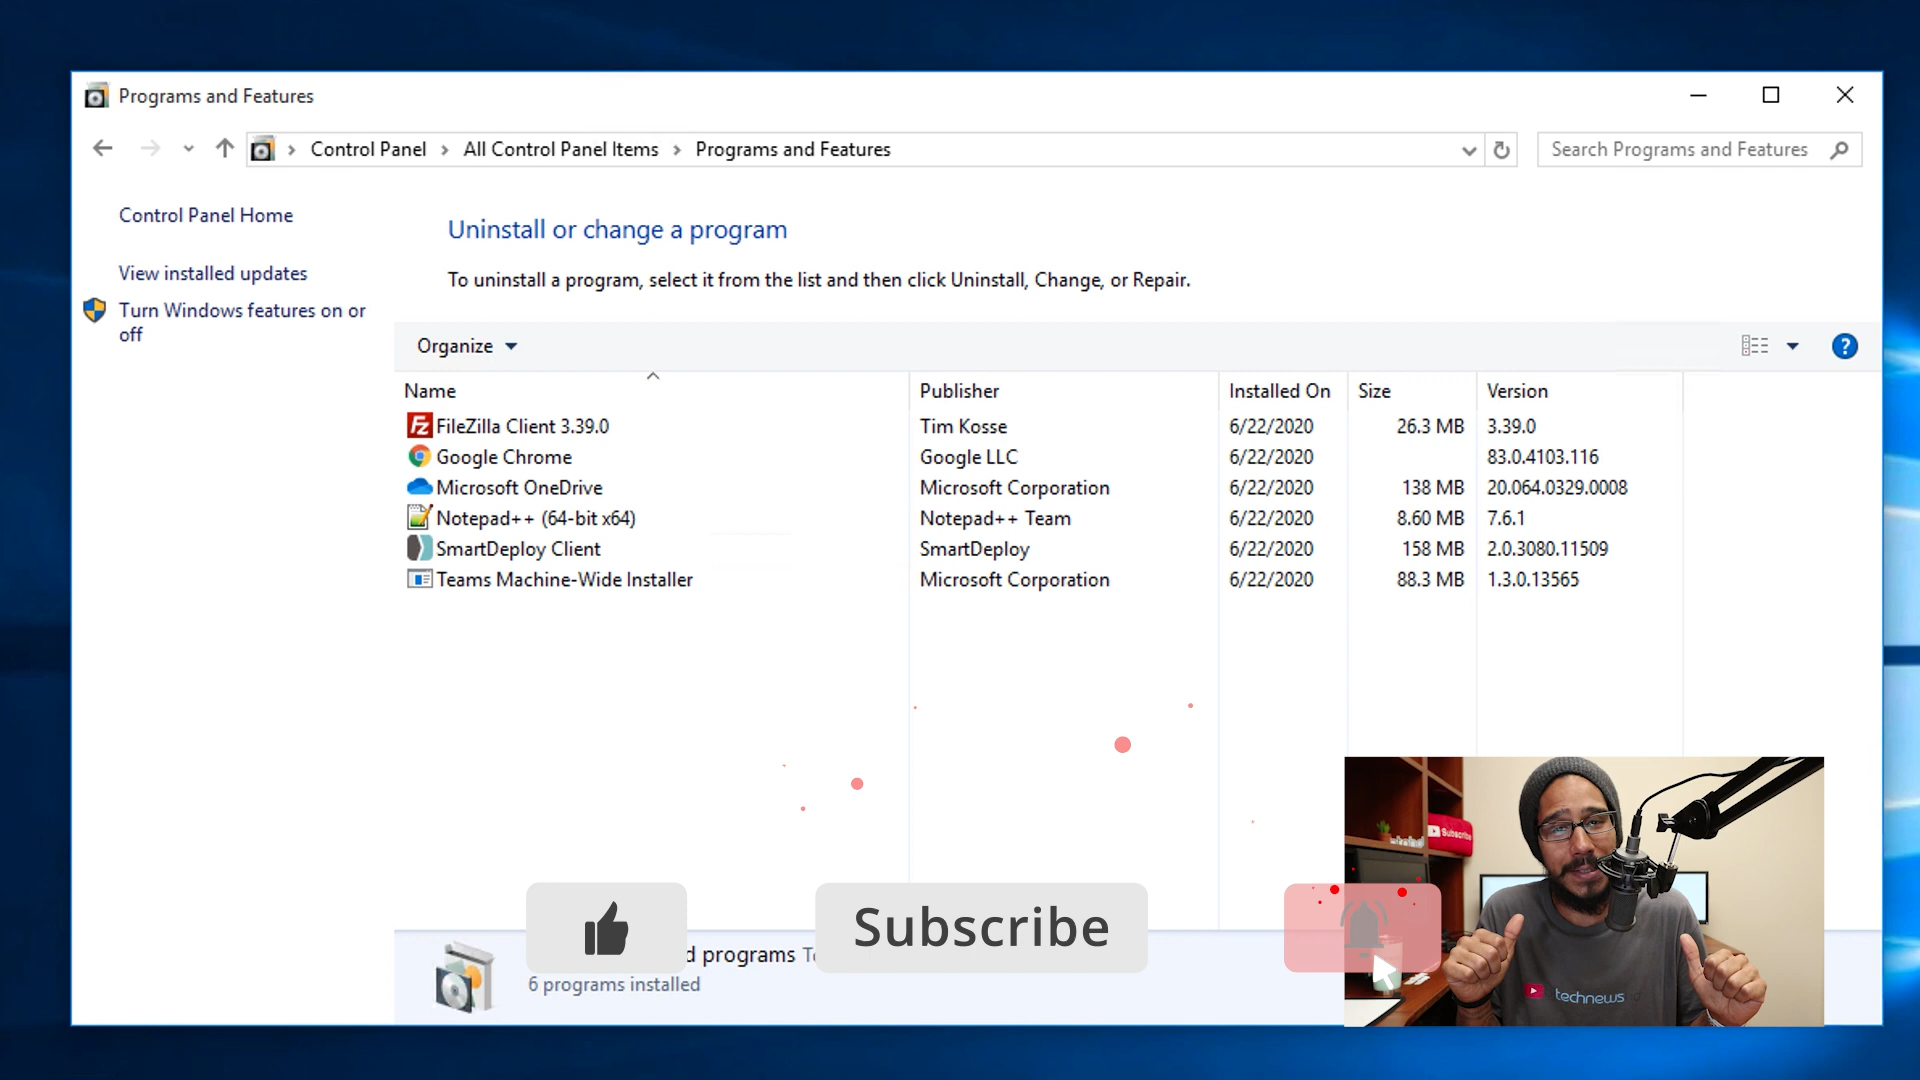 Programs and Features
Control Panel > All Control Panel Items > Programs and Features
Search Programs and Features
Control Panel Home
View installed updates
Turn Windows features on or
off
Uninstall or change a program
To uninstall a program, select it from the list and then click Uninstall, Change, or Repair.
Organize
Name Publisher Installed On Size Version
FileZilla Client 3.39.0 Tim Kosse 6/22/2020 26.3 MB 3.39.0
Google Chrome Google LLC 6/22/2020 83.0.4103.116
Microsoft OneDrive Microsoft Corporation 6/22/2020 138 MB 20.064.0329.0008
Notepad++ (64-bit x64) Notepad++ Team 6/22/2020 8.60 MB 7.6.1
SmartDeploy Client SmartDeploy 6/22/2020 158 MB 2.0.3080.11509
Teams Machine-Wide Installer Microsoft Corporation 6/22/2020 88.3 MB 1.3.0.13565
Subscribe
Subscribe
d programs
6 programs installed
technews